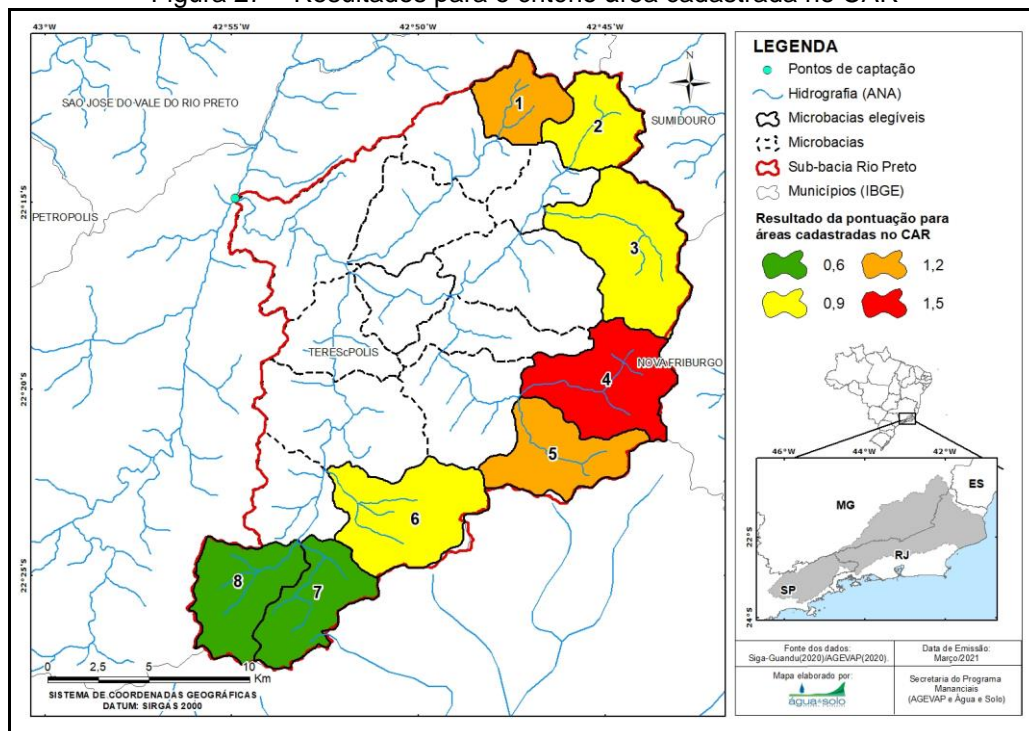 Figura 27 – Resultados para o critério área cadastrada no CAR
43°W
42°55'W
42°50'W
42°45'W
N
SAO JOSE DO VALE DO RIO PRETO
SUMIDOURO
PETROPOLIS
TEREScPOLIS
NOVA FRIBURGO
22°15'S
22°20'S
22°25'S
1
2
3
4
5
6
7
8
0 2,5 5 10
Km
SISTEMA DE COORDENADAS GEOGRÁFICAS
DATUM: SIRGAS 2000
LEGENDA
Pontos de captação
Hidrografia (ANA)
Microbacias elegíveis
Microbacias
Sub-bacia Rio Preto
Municípios (IBGE)
Resultado da pontuação para
áreas cadastradas no CAR
0,6 1,2
0,9 1,5
46°W 44°W 42°W
22°S
24°S
MG
ES
RJ
SP
Fonte dos dados:
Siga-Guandu(2020)/AGEVAP(2020).
Data de Emissão:
Março/2021
Mapa elaborado por:
água e solo
Secretaria do Programa
Mananciais
(AGEVAP e Água e Solo)